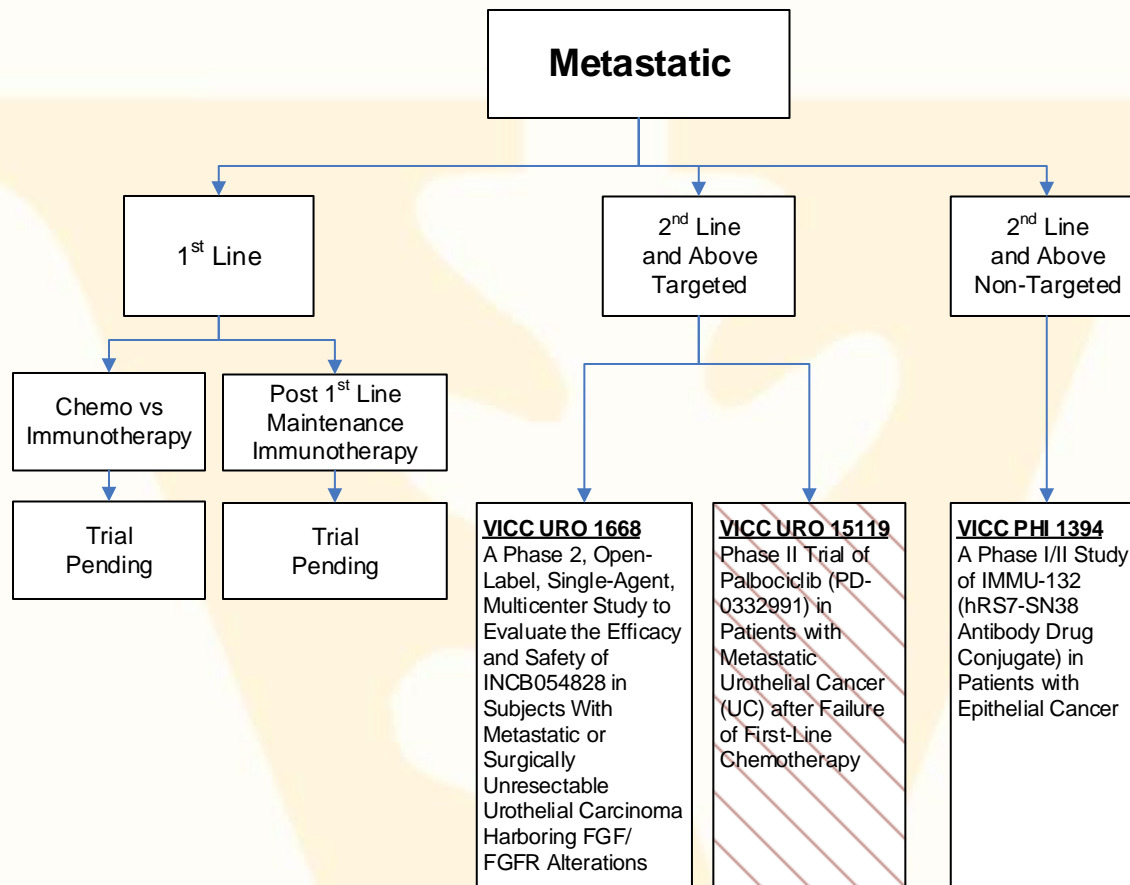 Metastatic
1st Line
2nd Line
and Above
Targeted
2nd Line
and Above
Non-Targeted
Chemo vs
Immunotherapy
Post 1st Line
Maintenance
Immunotherapy
Trial
Pending
Trial
Pending
VICC URO 1668
A Phase 2, Open-
Label, Single-Agent,
Multicenter Study to
Evaluate the Efficacy
and Safety of
INCB054828 in
Subjects With
Metastatic or
Surgically
Unresectable
Urothelial Carcinoma
Harboring FGF/
FGFR Alterations
VICC URO 15119
Phase II Trial of
Palbociclib (PD-
0332991) in
Patients with
Metastatic
Urothelial Cancer
(UC) after Failure
of First-Line
Chemotherapy
VICC PHI 1394
A Phase I/II Study
of IMMU-132
(hRS7-SN38
Antibody Drug
Conjugate) in
Patients with
Epithelial Cancer